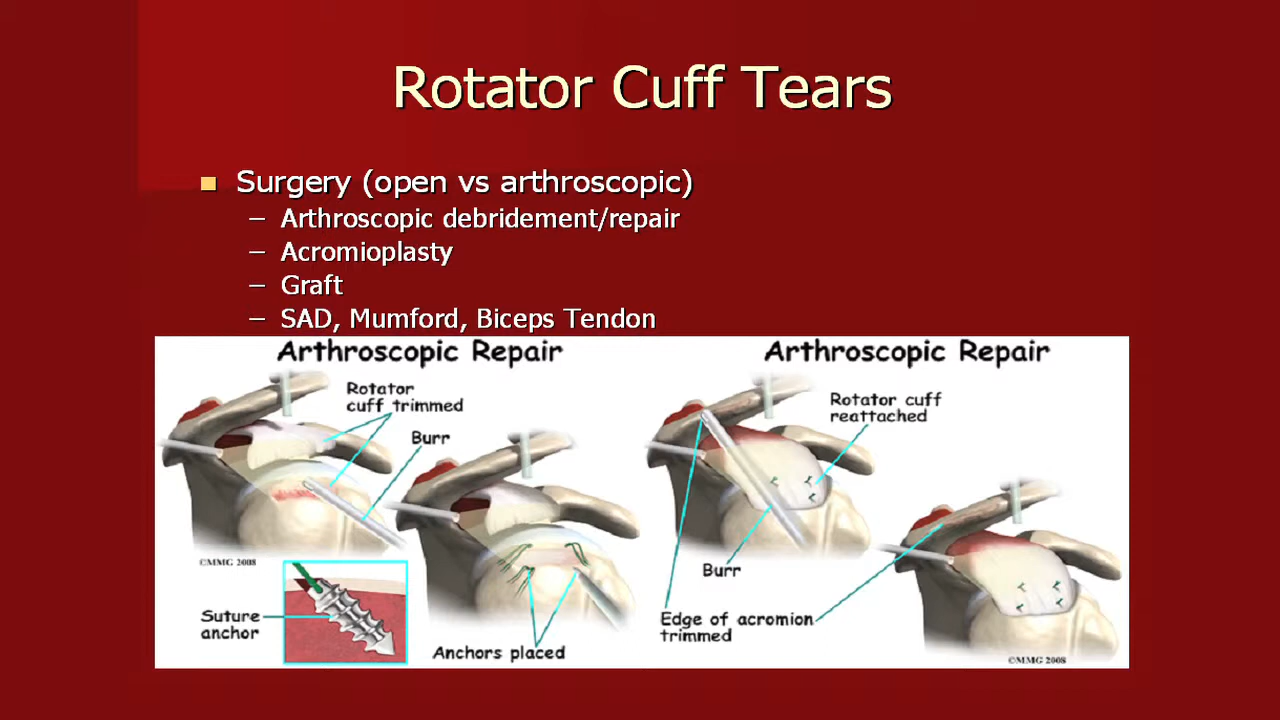 Rotator Cuff Tears
Surgery (open vs arthroscopic)
– Arthroscopic debridement/repair
– Acromioplasty
– Graft
– SAD, Mumford, Biceps Tendon
Arthroscopic Repair
Rotator
cuff trimmed
Burr
©MMG 2008
Suture
anchor
Anchors placed
Arthroscopic Repair
Rotator cuff
reattached
Burr
Edge of acromion
trimmed
©MMG 2008